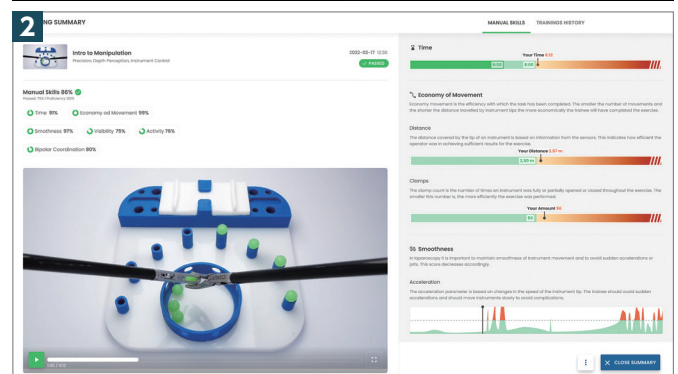 2
NG SUMMARY
MANUAL SKILLS
TRAININGS HISTORY
Intro to Manipulation
Precision, Depth Perception, Instrument Control
2022-02-17 12:30
PASSED
Manual Skills 86%
Passed 75% | Proficiency 90%
Time 91%
Economy od Movement 99%
Smoothness 97%
Visibility 75%
Activity 76%
Bipolar Coordination 80%
Time
Your Time
Economy of Movement
Economy movement is the efficiency with which the task has been completed. The smaller the number of movements and
the shorter the distance travelled by instrument tips the more economically the trainee will have completed the exercise.
Distance
The distance covered by the tip of an instrument is based on information from the sensors. This indicates how efficient the
operator was in achieving sufficient results for the exercise.
Your Distance
2.50 m
Clamps
The clamp count is the number of times an instrument was fully or partially opened or closed throughout the exercise. The
smaller this number is, the more efficiently the exercise was performed.
Your Amount
Smoothness
In laparoscopy it is important to maintain smoothness of instrument movement and to avoid sudden accelerations or
jolts. This score decreases accordingly.
Acceleration
The acceleration parameter is based on changes in the speed of the instrument tip. The trainee should avoid sudden
accelerations and should move instruments slowly to avoid complications.
CLOSE SUMMARY